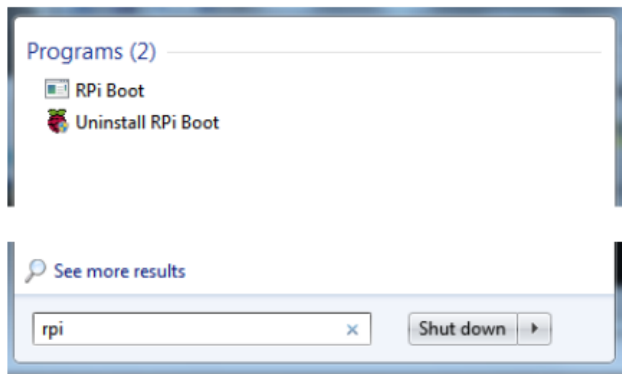 Programs (2)
RPi Boot
Uninstall RPi Boot
See more results
rpi
Shut down